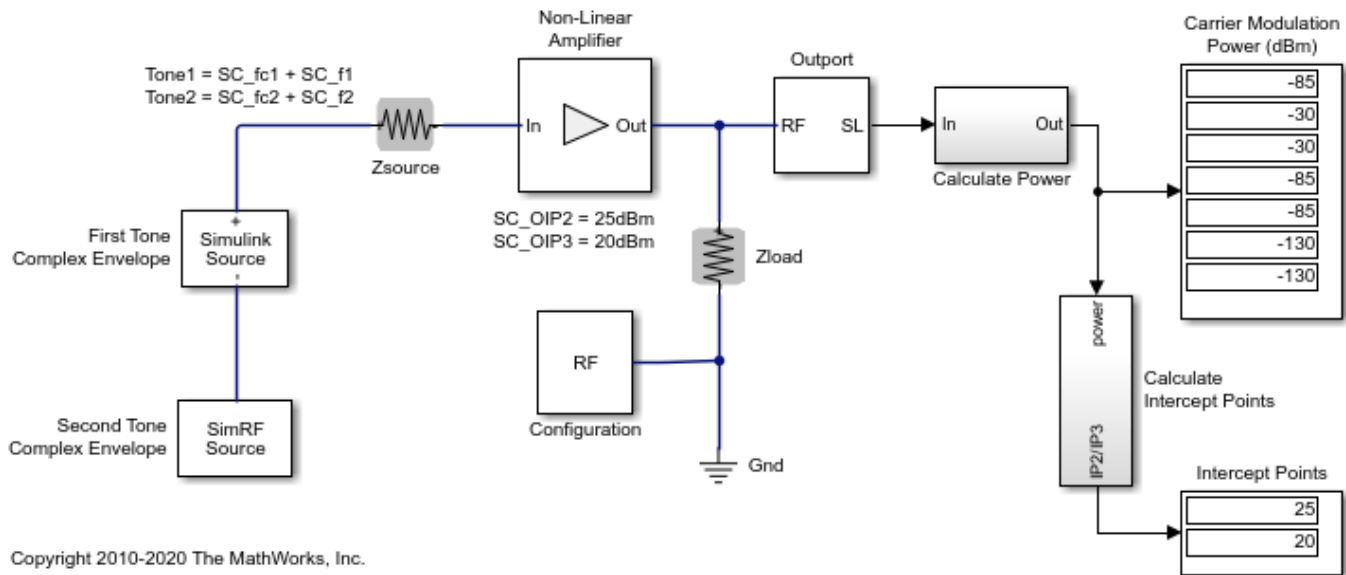 Non-Linear
Amplifier
Carrier Modulation
Power (dBm)
Tone1 = SC_fc1 + SC_f1
Tone2 = SC_fc2 + SC_f2
Outport
-85
-30
-30
-85
-85
-130
-130
In
Out
RF
SL
In
Out
Zsource
Calculate Power
SC_OIP2 = 25dBm
SC_OIP3 = 20dBm
First Tone
Complex Envelope
+
Simulink
Source
-
Zload
RF
Configuration
power
IP2/IP3
Calculate
Intercept Points
Second Tone
Complex Envelope
SimRF
Source
Gnd
Intercept Points
25
20
Copyright 2010-2020 The MathWorks, Inc.